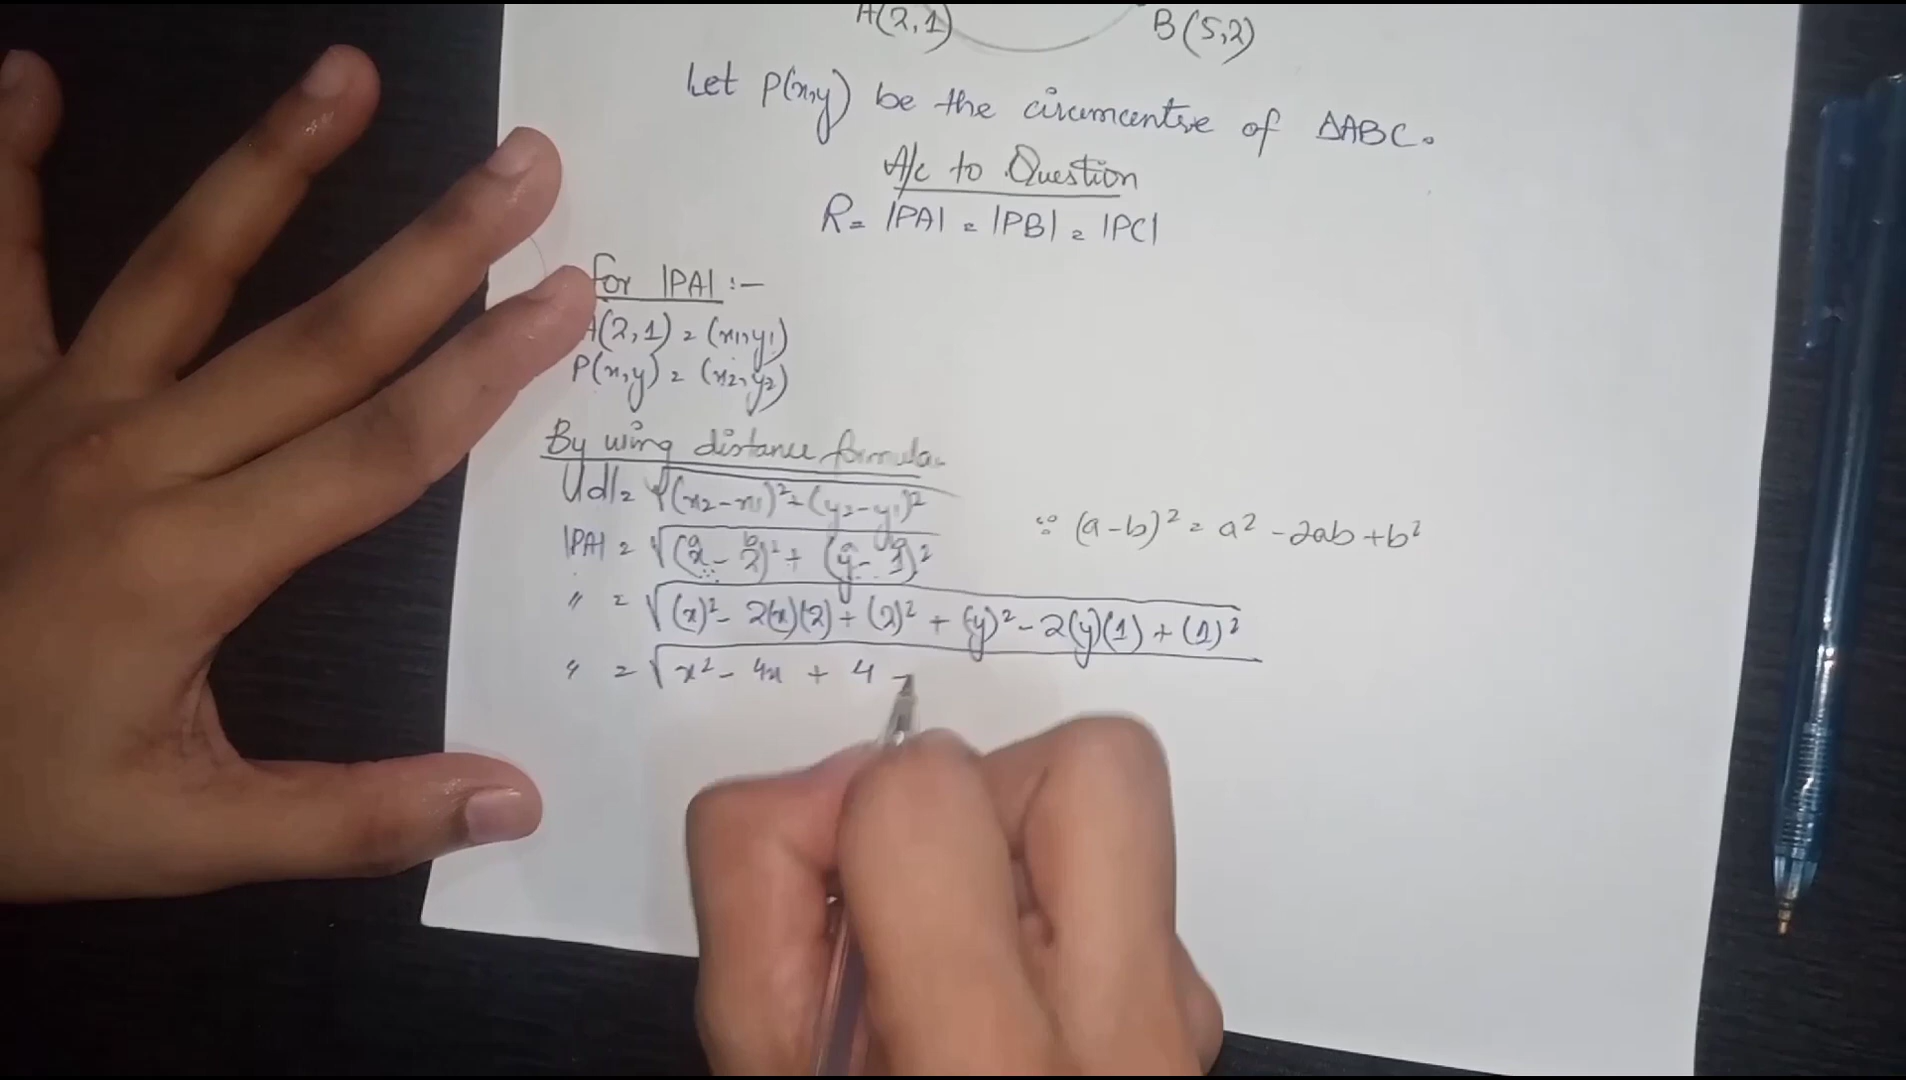 A(2,1) B(5,2)
Let P(x,y) be the circumcentre of ΔABC.
A/c to Question
R = |PA| = |PB| = |PC|
For |PA| :-
A(2,1) = (x1,y1)
P(x,y) = (x2,y2)
By using distance formula
|d| = √(x2-x1)²+(y2-y1)²
|PA| = √(x-2)²+(y-1)² ∵ (a-b)² = a²-2ab+b²
〃 = √(x)²-2(x)(2)+(2)²+(y)²-2(y)(1)+(1)²
〃 = √x²-4x+4